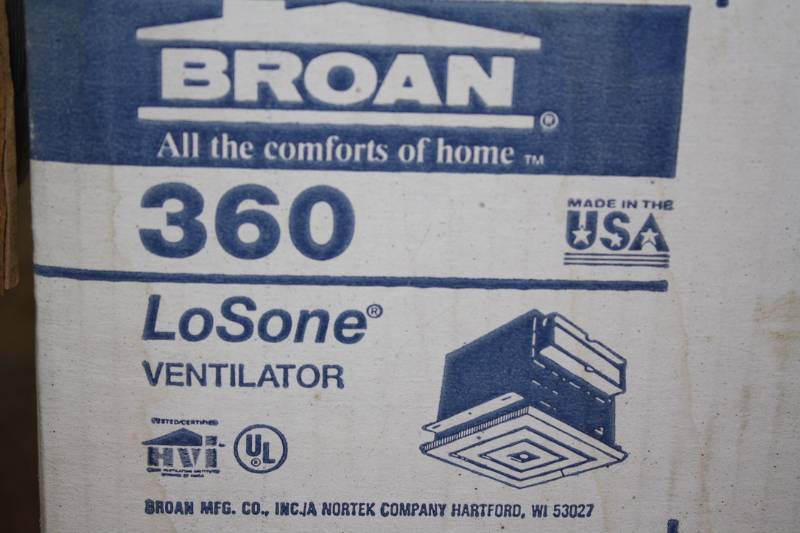 BROAN®
All the comforts of home TM
360
MADE IN THE
USA
LoSone®
VENTILATOR
HVI
UL
BROAN MFG. CO., INC./A NORTEK COMPANY HARTFORD, WI 53027